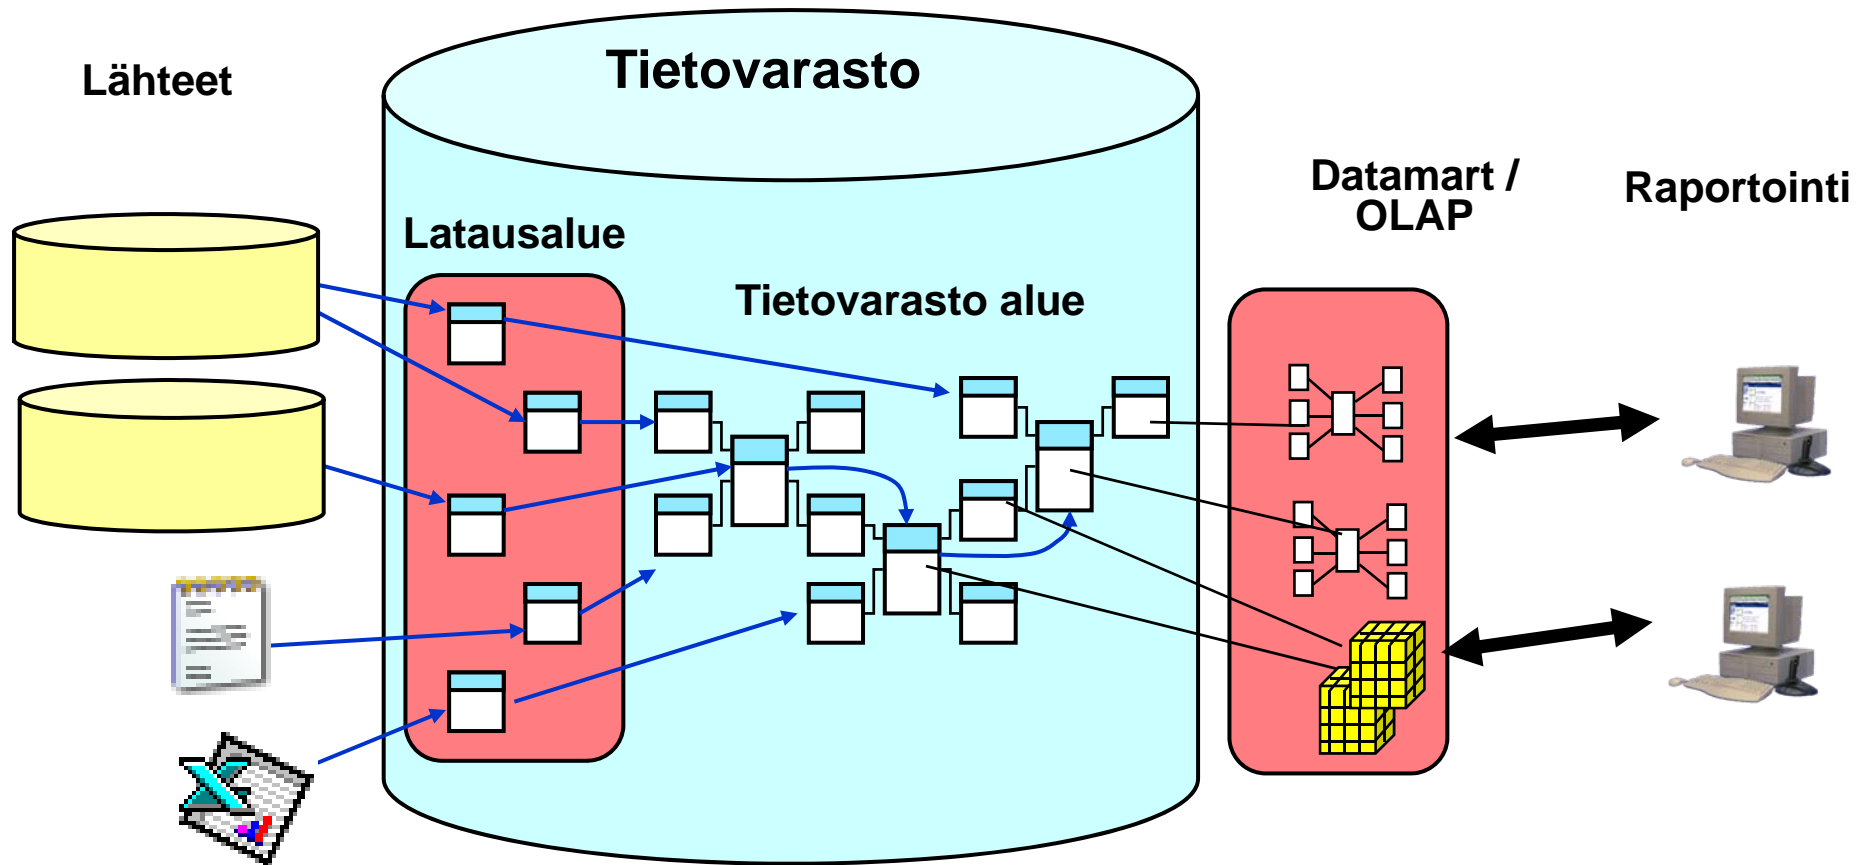 Lähteet
Tietovarasto
Latausalue
Tietovarasto alue
Datamart /
OLAP
Raportointi